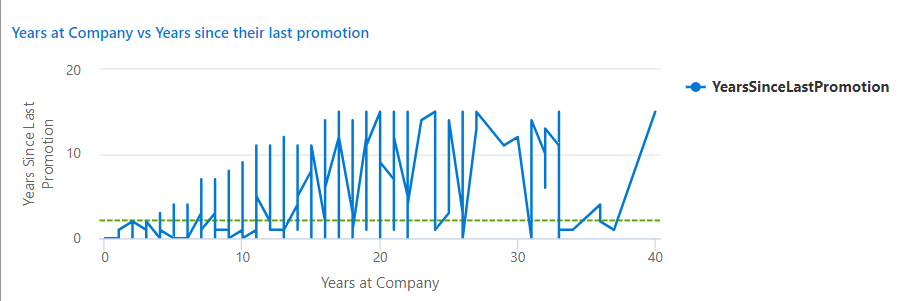 Years at Company vs Years since their last promotion
20
10
0
Years Since Last
Promotion
0
10
20
30
40
Years at Company
YearsSinceLastPromotion